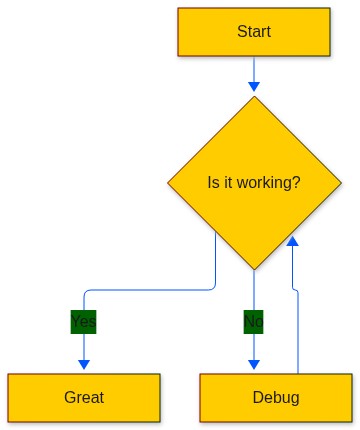 Start
Is it working?
Yes
No
Great
Debug